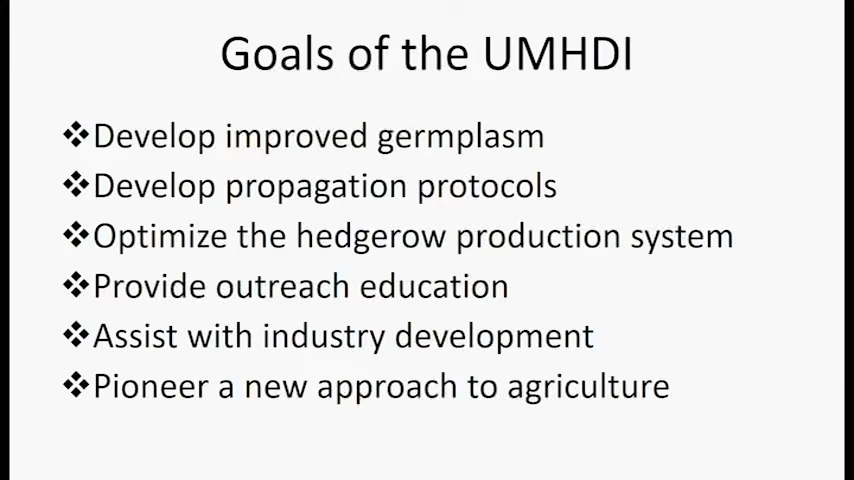 Goals of the UMHDI
❖Develop improved germplasm
❖Develop propagation protocols
❖Optimize the hedgerow production system
❖Provide outreach education
❖Assist with industry development
❖Pioneer a new approach to agriculture